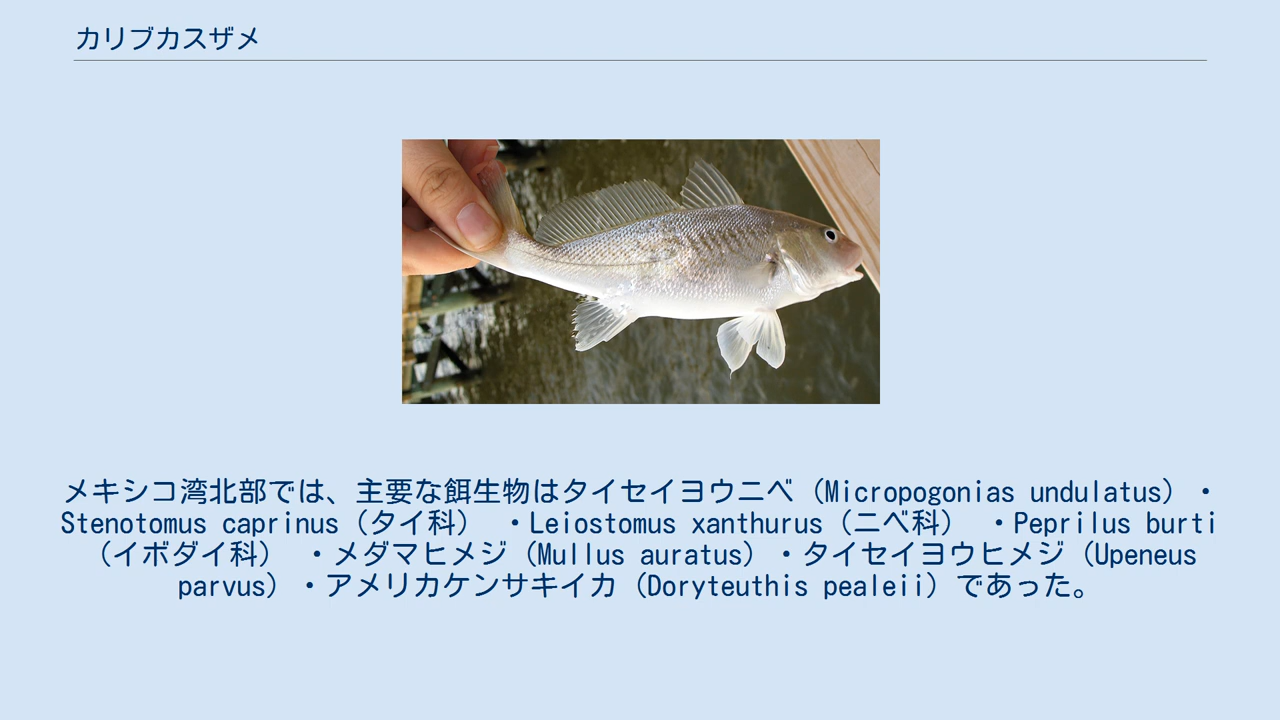 カリブカスザメ
メキシコ湾北部では、主要な餌生物はタイセイヨウニベ（Micropogonias undulatus）・
Stenotomus caprinus（タイ科） ・Leiostomus xanthurus（ニベ科） ・Peprilus burti
（イボダイ科） ・メダマヒメジ（Mullus auratus）・タイセイヨウヒメジ（Upeneus
parvus）・アメリカケンサキイカ（Doryteuthis pealeii）であった。